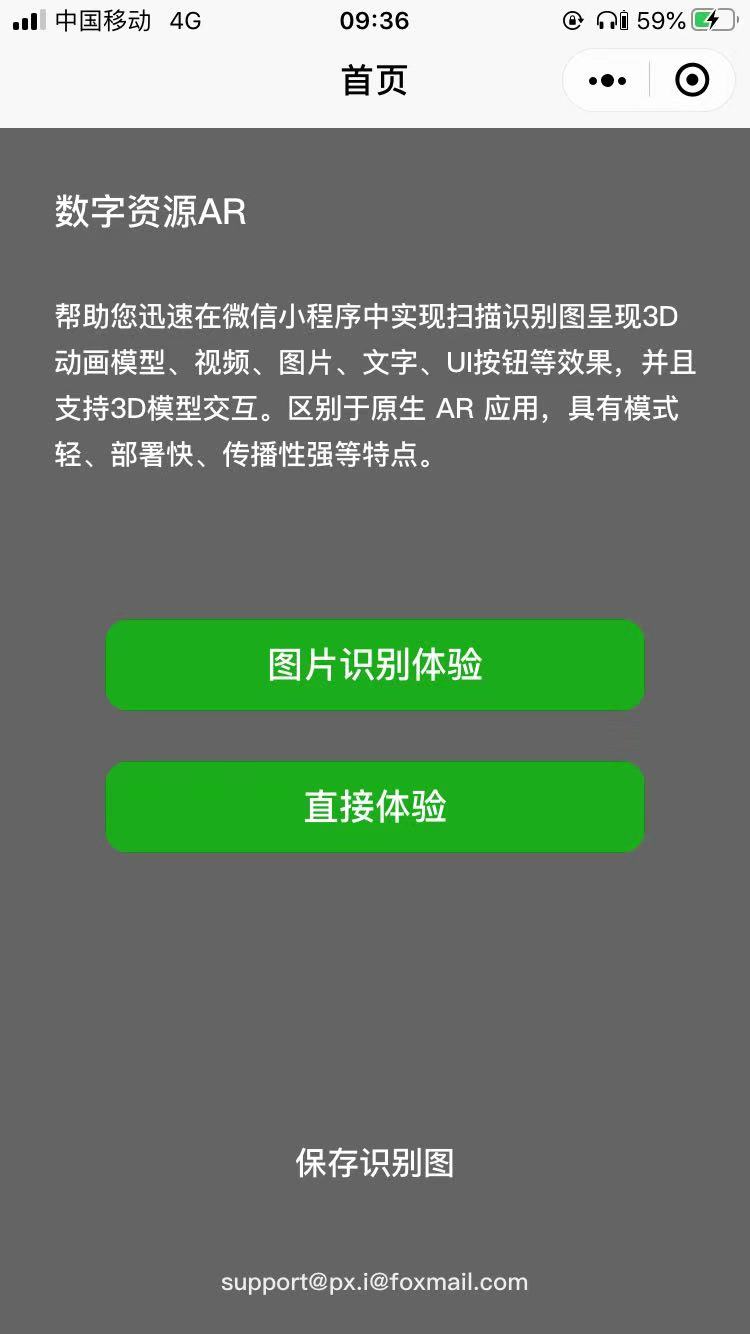 中国移动 4G 09:36 59%
首页
数字资源AR
帮助您迅速在微信小程序中实现扫描识别图呈现3D
动画模型、视频、图片、文字、UI按钮等效果，并且
支持3D模型交互。区别于原生 AR 应用，具有模式
轻、部署快、传播性强等特点。
图片识别体验
直接体验
保存识别图
support@px.i@foxmail.com